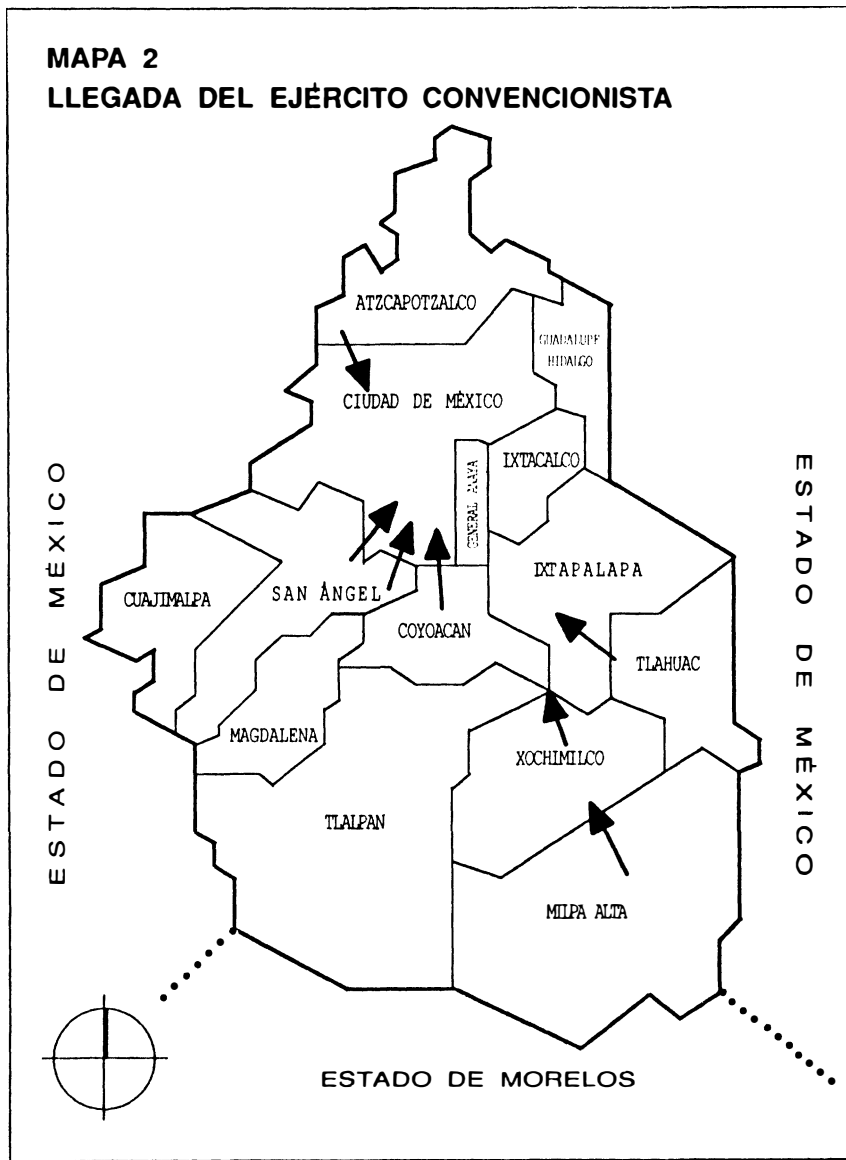 MAPA 2
LLEGADA DEL EJÉRCITO CONVENCIONISTA
ATZCAPOTZALCO
GUADALUPE
HIDALGO
CIUDAD DE MÉXICO
IXTACALCO
GENERAL ANAYA
ESTADO DE MÉXICO
ESTADO DE MÉXICO
IXTAPALAPA
CUAJIMALPA
SAN ÁNGEL
COYOACAN
TLAHUAC
MAGDALENA
XOCHIMILCO
TLALPAN
MILPA ALTA
ESTADO DE MORELOS